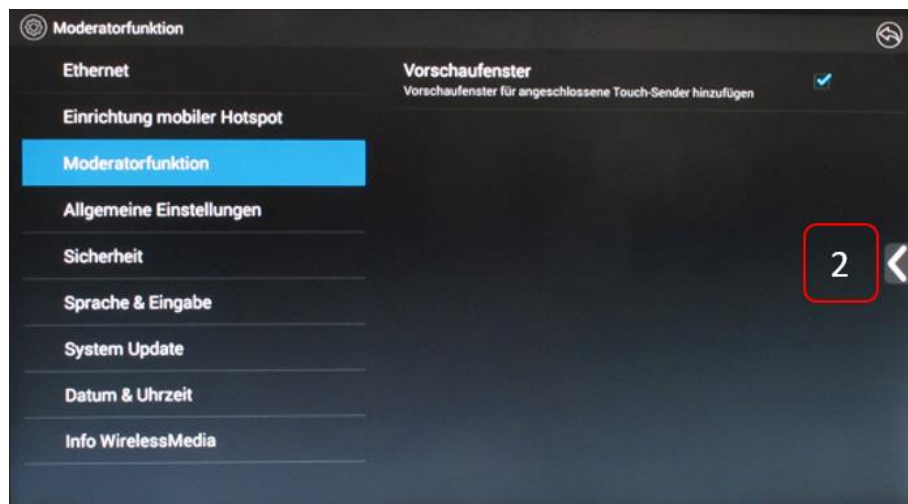 Moderatorfunktion
Ethernet
Einrichtung mobiler Hotspot
Moderatorfunktion
Allgemeine Einstellungen
Sicherheit
Sprache & Eingabe
System Update
Datum & Uhrzeit
Info WirelessMedia
Vorschaufenster
Vorschaufenster für angeschlossene Touch-Sender hinzufügen
2